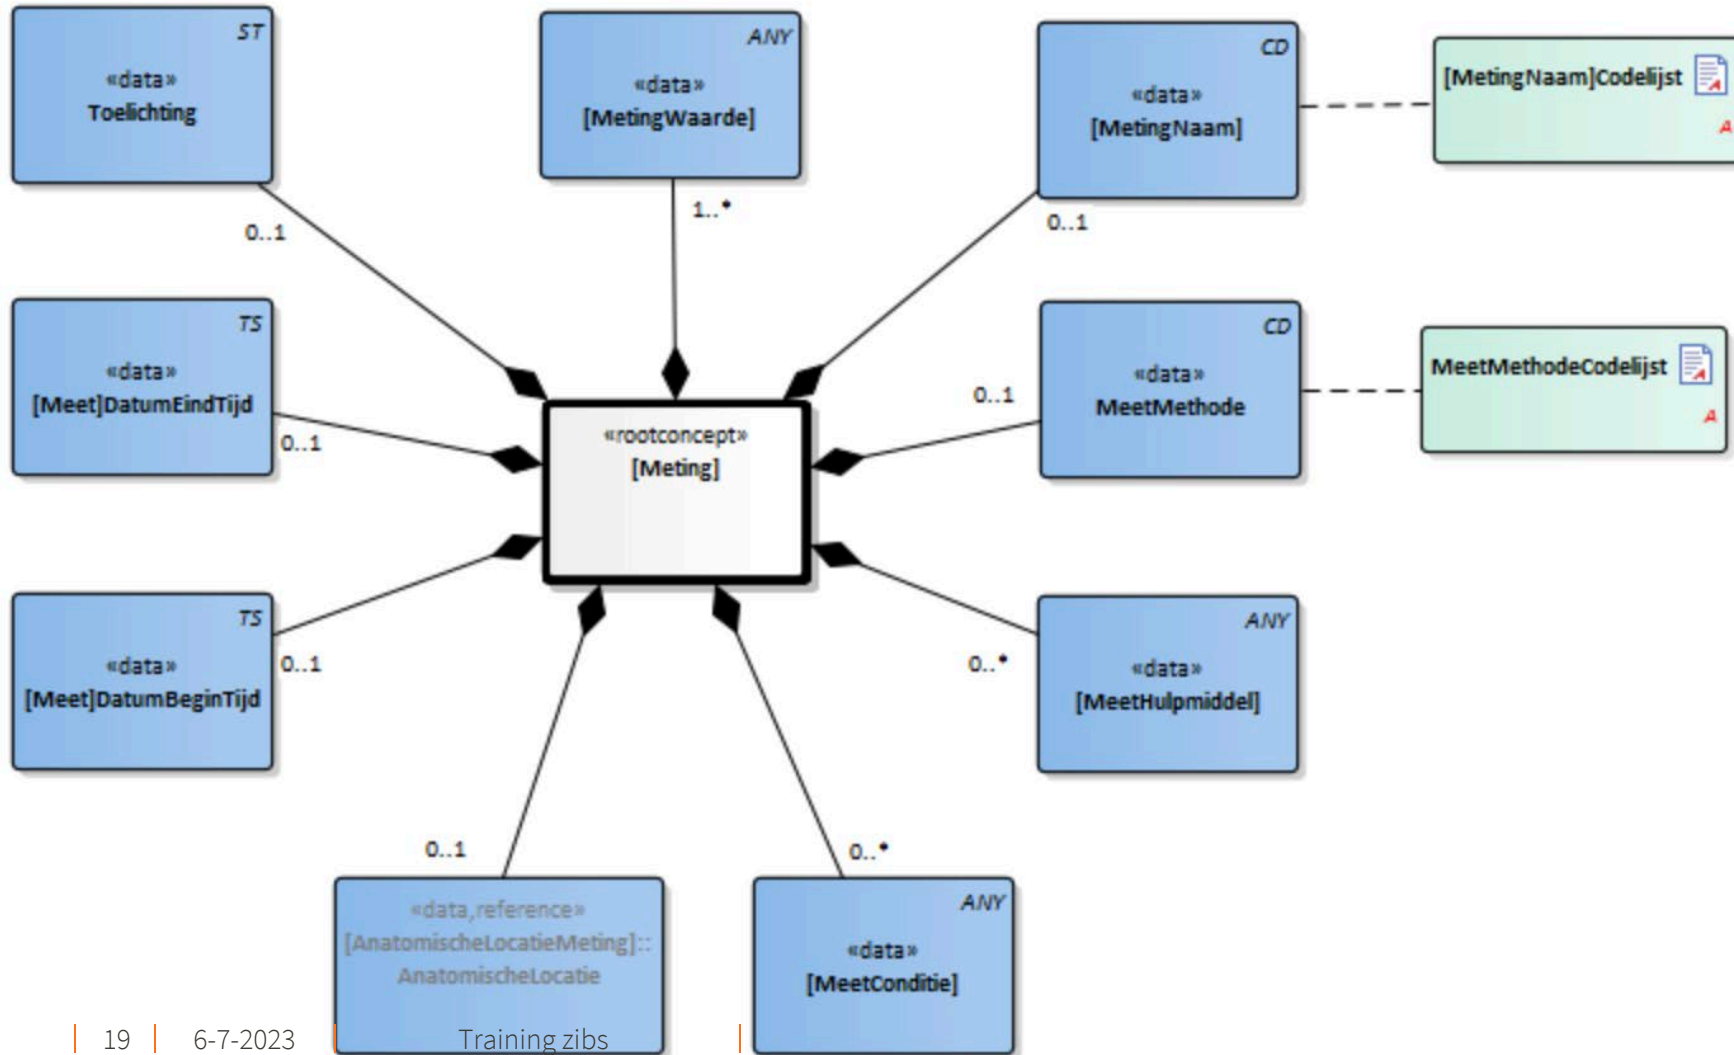 ST
«data»
Toelichting
0..1
ANY
«data»
[MetingWaarde]
1..*
CD
«data»
[MetingNaam]
0..1
[MetingNaam]Codelijst
A
A
TS
«data»
[Meet]DatumEindTijd
0..1
«rootconcept»
[Meting]
CD
«data»
MeetMethode
0..1
MeetMethodeCodelijst
A
A
TS
«data»
[Meet]DatumBeginTijd
0..1
ANY
«data»
[MeetHulpmiddel]
0..*
0..1
«data,reference»
[AnatomischeLocatieMeting]::
AnatomischeLocatie
0..*
ANY
«data»
[MeetConditie]
19 6-7-2023 Training zibs